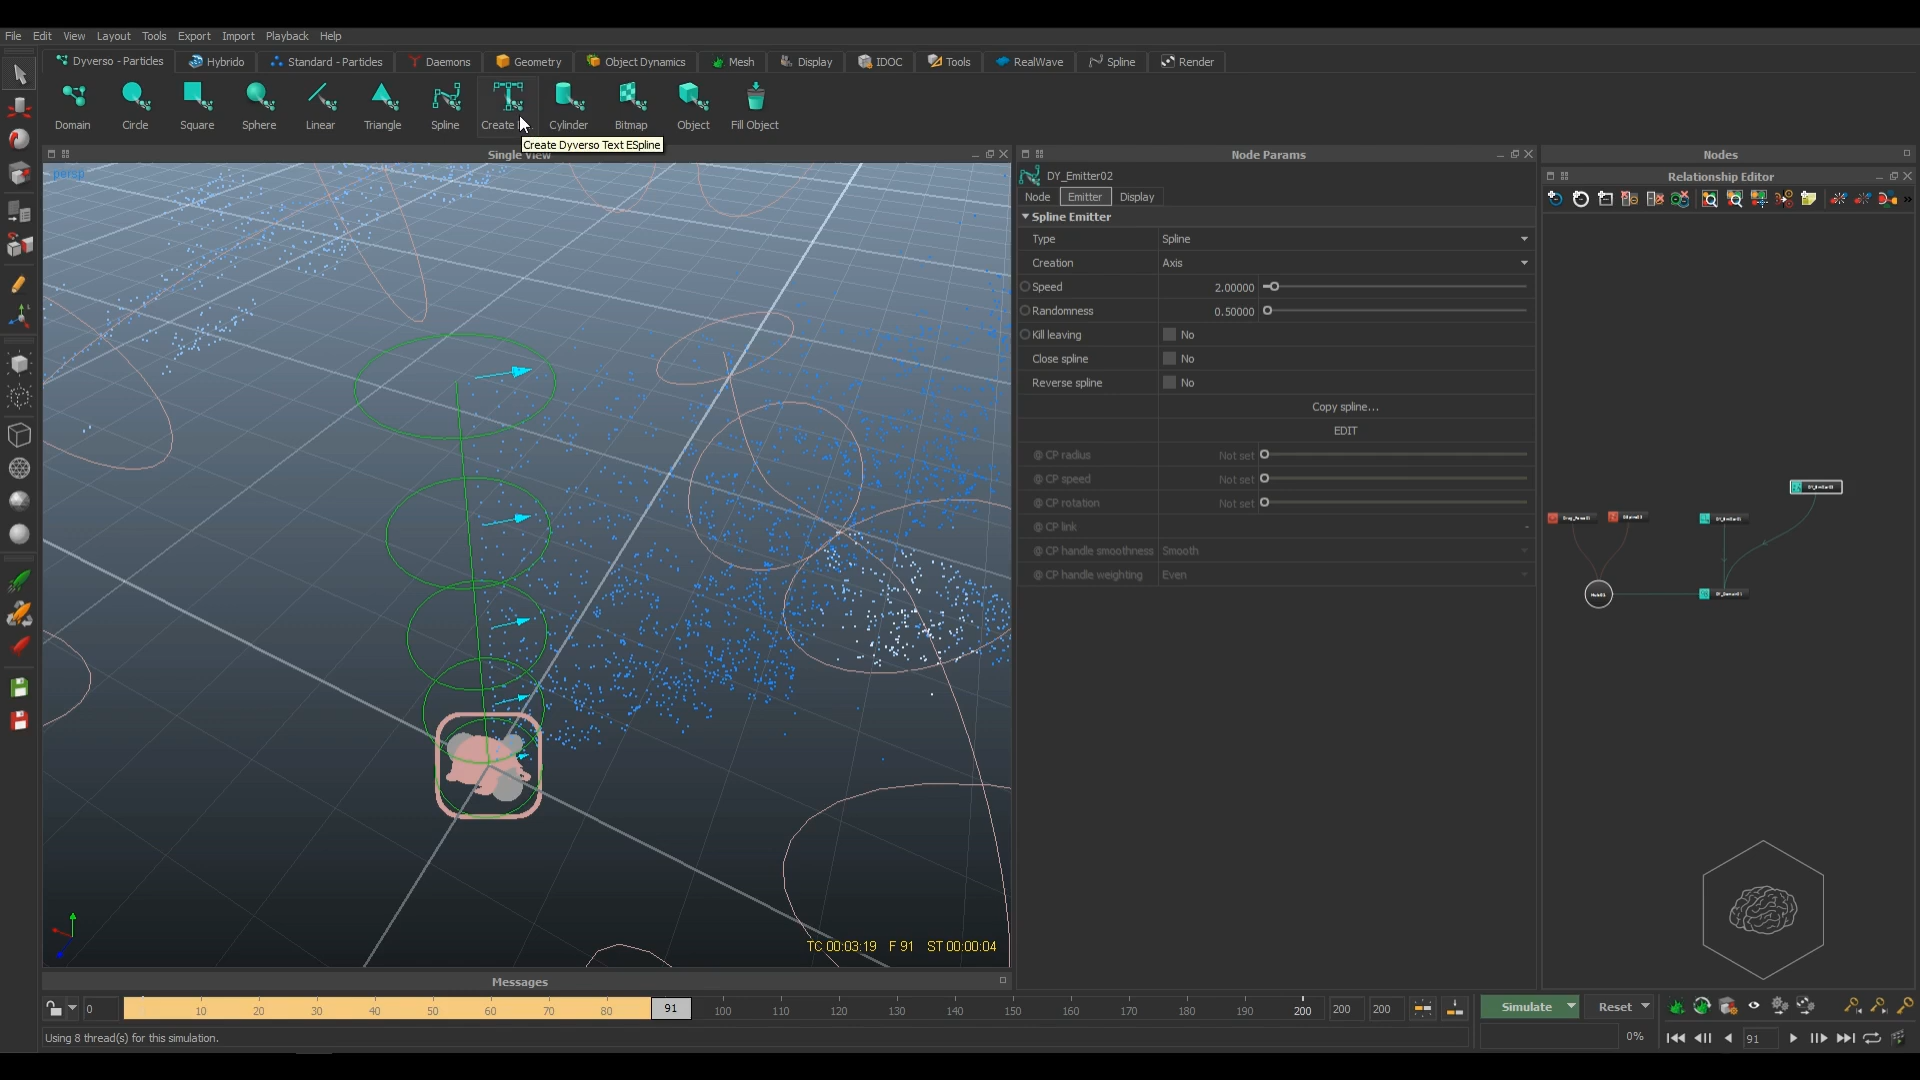 File Edit View Layout Tools Export Import Playback Help
Dyverso - Particles Hybrido Standard - Particles Daemons Geometry Object Dynamics Mesh Display IDOC Tools RealWave Spline Render
Domain Circle Square Sphere Linear Triangle Spline Create Cylinder Bitmap Object Fill Object
Create Dyverso Text ESpline
Single View
persp
TC 00:03:19 F 91 ST 00:00:04
Node Params
DY_Emitter02
Node Emitter Display
Spline Emitter
Type Spline
Creation Axis
Speed 2.00000
Randomness 0.50000
Kill leaving No
Close spline No
Reverse spline No
Copy spline...
EDIT
@ CP radius Not set
@ CP speed Not set
@ CP rotation Not set
@ CP link
@ CP handle smoothness Smooth
@ CP handle weighting Even
Nodes
Relationship Editor
»
Messages
0 10 20 30 40 50 60 70 80 91 100 110 120 130 140 150 160 170 180 190 200 200 200
Simulate Reset
Using 8 thread(s) for this simulation.
0% 91